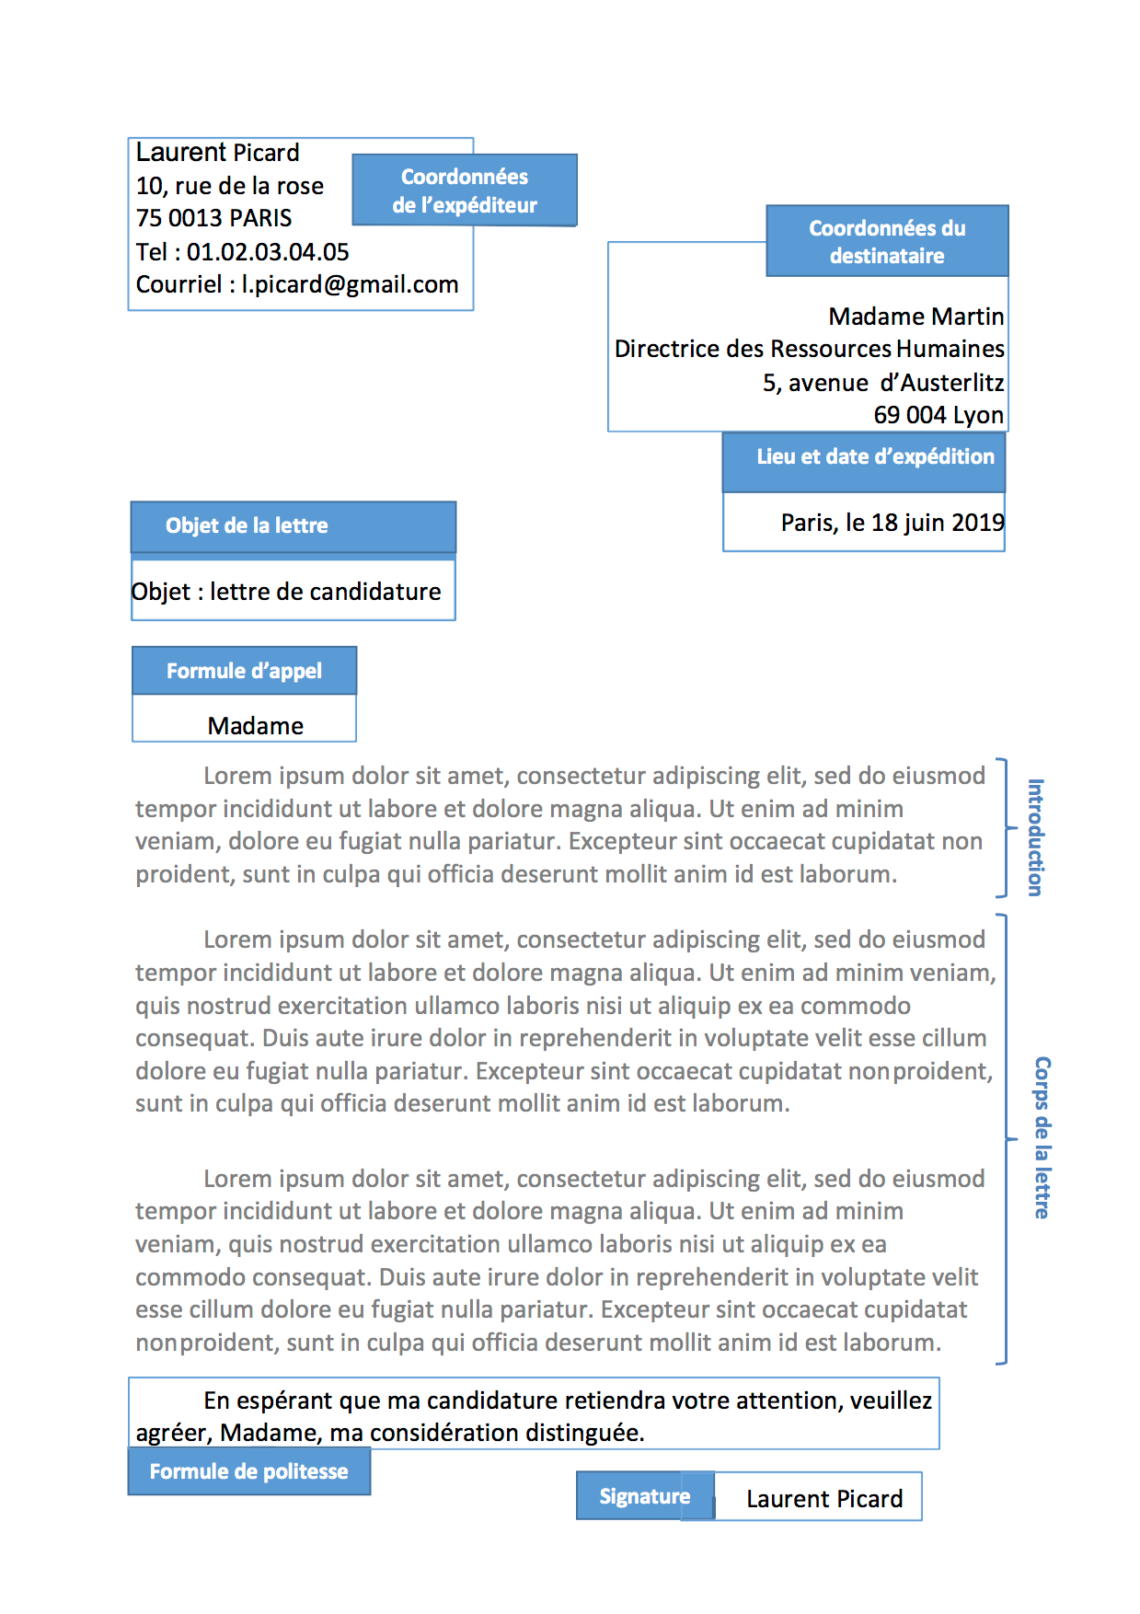 Laurent Picard
10, rue de la rose
75 0013 PARIS
Tel : 01.02.03.04.05
Courriel : l.picard@gmail.com
Coordonnées
de l’expéditeur
Coordonnées du
destinataire
Madame Martin
Directrice des Ressources Humaines
5, avenue d’Austerlitz
69 004 Lyon
Lieu et date d’expédition
Paris, le 18 juin 2019
Objet de la lettre
Objet : lettre de candidature
Formule d’appel
Madame
Lorem ipsum dolor sit amet, consectetur adipiscing elit, sed do eiusmod
tempor incididunt ut labore et dolore magna aliqua. Ut enim ad minim
veniam, dolore eu fugiat nulla pariatur. Excepteur sint occaecat cupidatat non
proident, sunt in culpa qui officia deserunt mollit anim id est laborum.
Introduction
Lorem ipsum dolor sit amet, consectetur adipiscing elit, sed do eiusmod
tempor incididunt ut labore et dolore magna aliqua. Ut enim ad minim veniam,
quis nostrud exercitation ullamco laboris nisi ut aliquip ex ea commodo
consequat. Duis aute irure dolor in reprehenderit in voluptate velit esse cillum
dolore eu fugiat nulla pariatur. Excepteur sint occaecat cupidatat non proident,
sunt in culpa qui officia deserunt mollit anim id est laborum.
Lorem ipsum dolor sit amet, consectetur adipiscing elit, sed do eiusmod
tempor incididunt ut labore et dolore magna aliqua. Ut enim ad minim
veniam, quis nostrud exercitation ullamco laboris nisi ut aliquip ex ea
commodo consequat. Duis aute irure dolor in reprehenderit in voluptate velit
esse cillum dolore eu fugiat nulla pariatur. Excepteur sint occaecat cupidatat
non proident, sunt in culpa qui officia deserunt mollit anim id est laborum.
Corps de la lettre
En espérant que ma candidature retiendra votre attention, veuillez
agréer, Madame, ma considération distinguée.
Formule de politesse
Signature
Laurent Picard